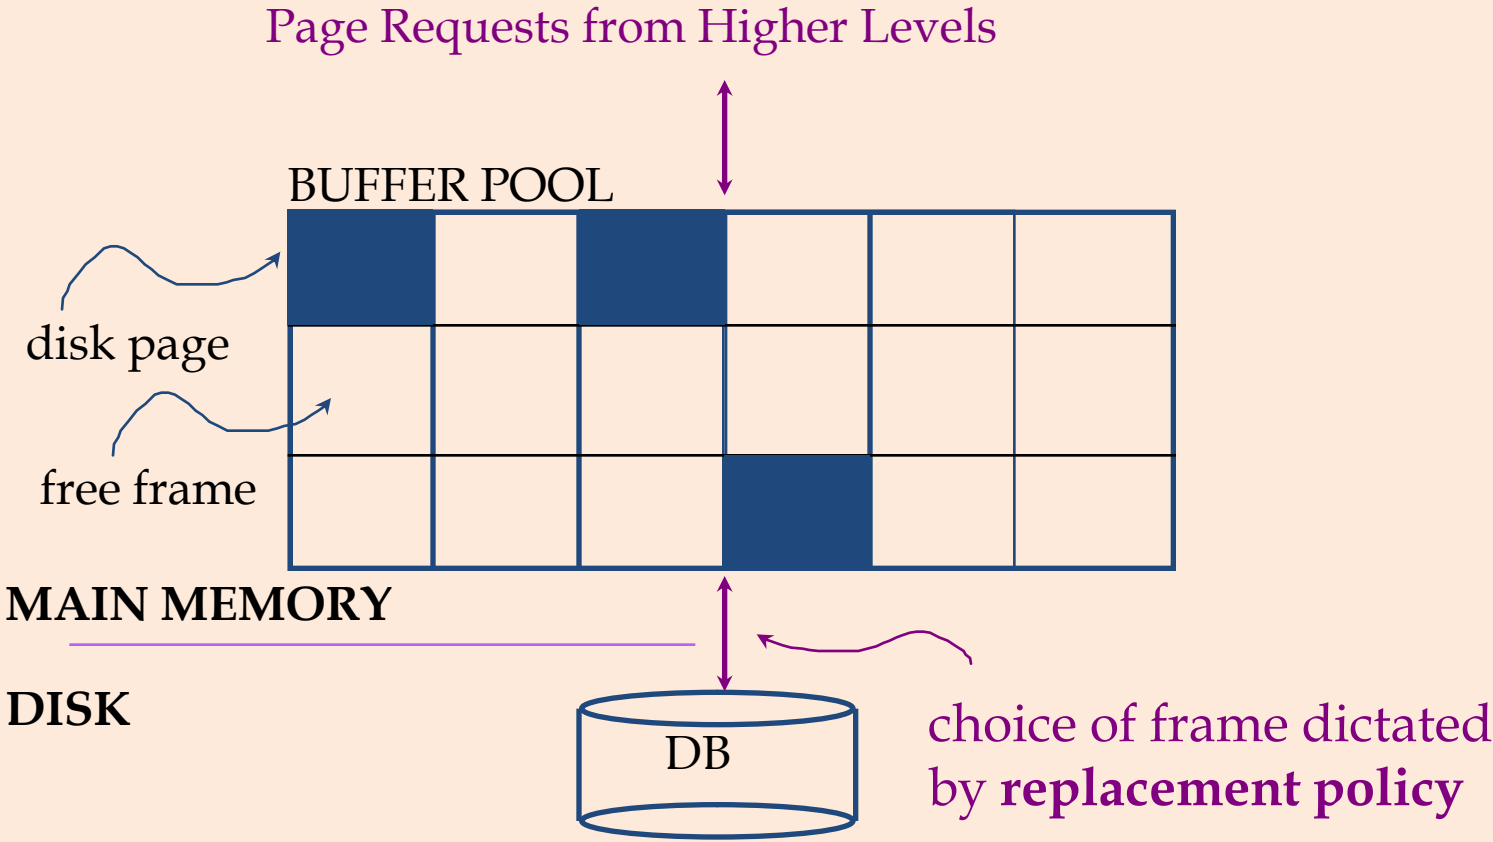 Page Requests from Higher Levels
BUFFER POOL
disk page
free frame
MAIN MEMORY
DISK
DB
choice of frame dictated
by replacement policy